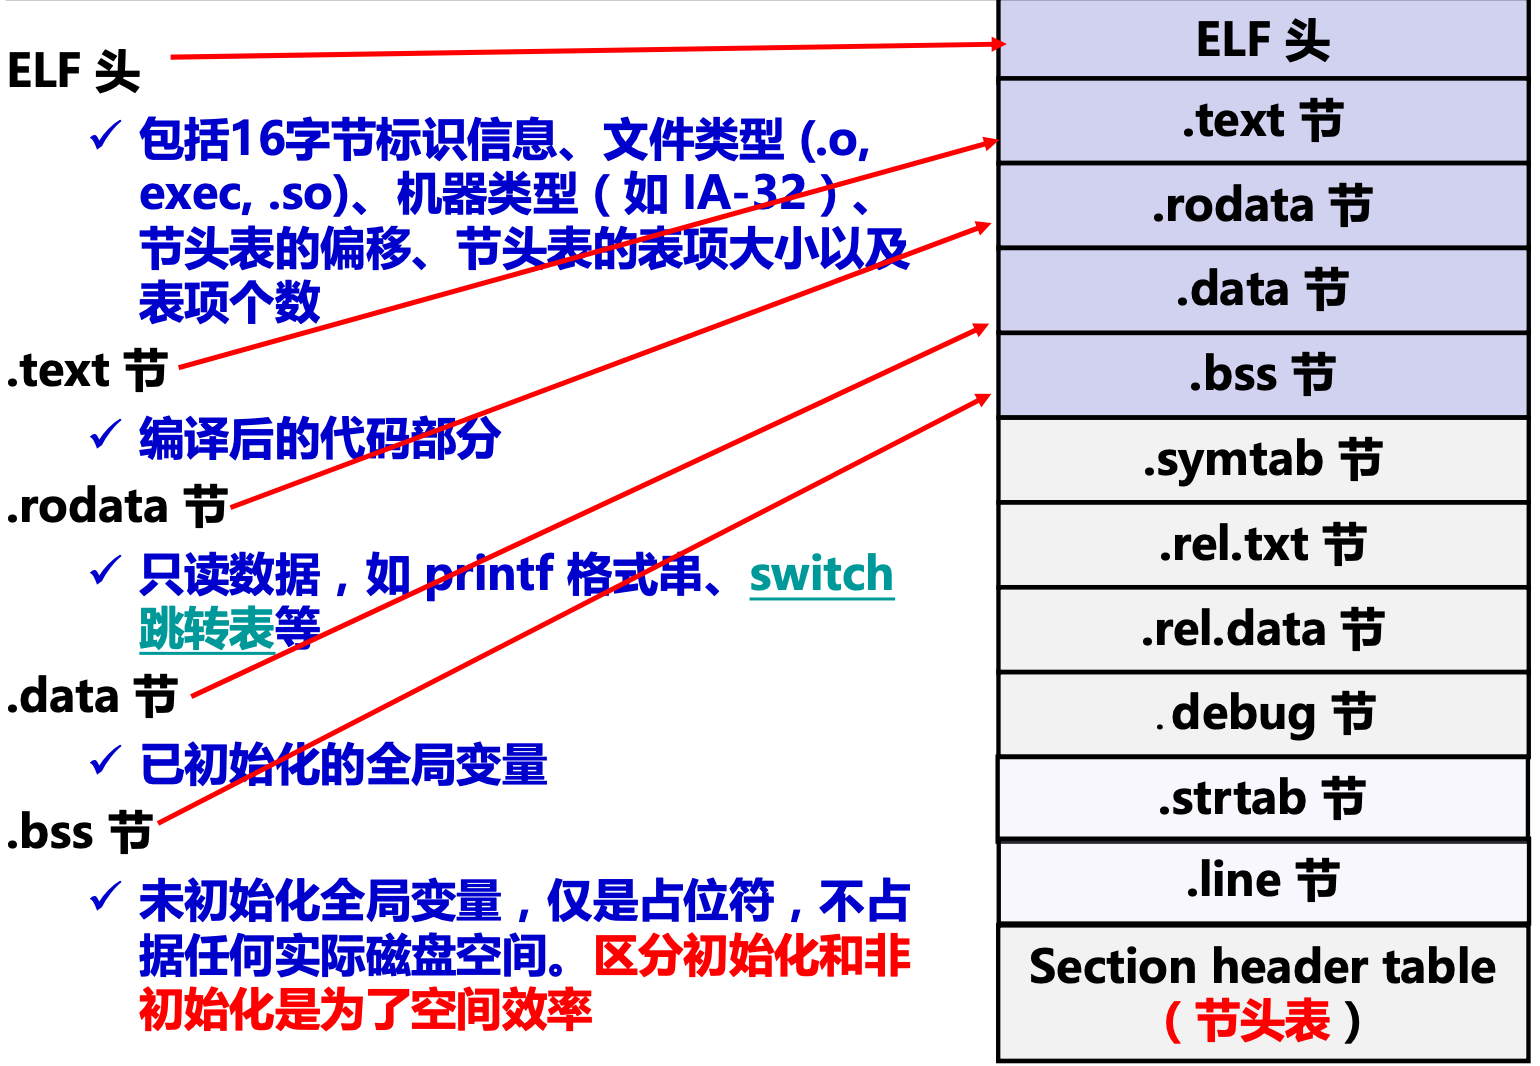 ELF 头
✓ 包括16字节标识信息、文件类型 (.o,
exec, .so)、机器类型（如 IA-32）、
节头表的偏移、节头表的表项大小以及
表项个数
.text 节
✓ 编译后的代码部分
.rodata 节
✓ 只读数据，如 printf 格式串、switch
跳转表等
.data 节
✓ 已初始化的全局变量
.bss 节
✓ 未初始化全局变量，仅是占位符，不占
据任何实际磁盘空间。区分初始化和非
初始化是为了空间效率
ELF 头
.text 节
.rodata 节
.data 节
.bss 节
.symtab 节
.rel.txt 节
.rel.data 节
.debug 节
.strtab 节
.line 节
Section header table
（节头表）